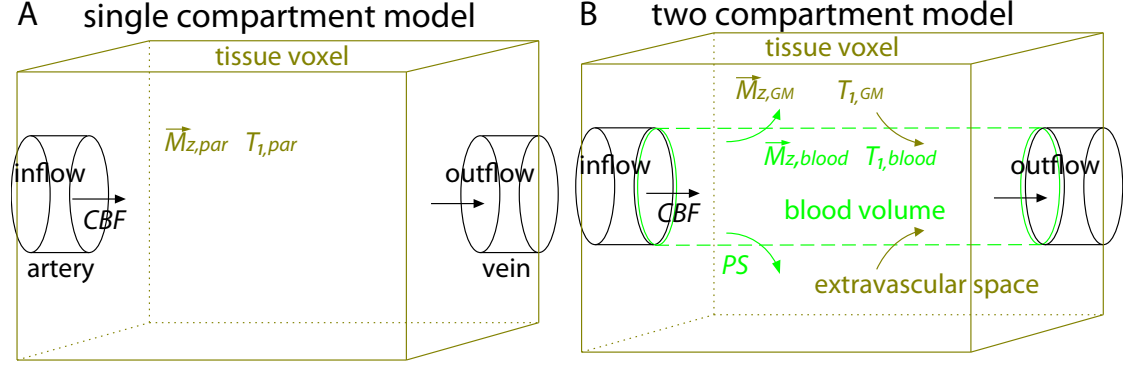 A single compartment model
tissue voxel
Mz,par T1,par
inflow
outflow
CBF
artery
vein
B two compartment model
tissue voxel
Mz,GM T1,GM
Mz,blood T1,blood
inflow
outflow
CBF
blood volume
PS
extravascular space